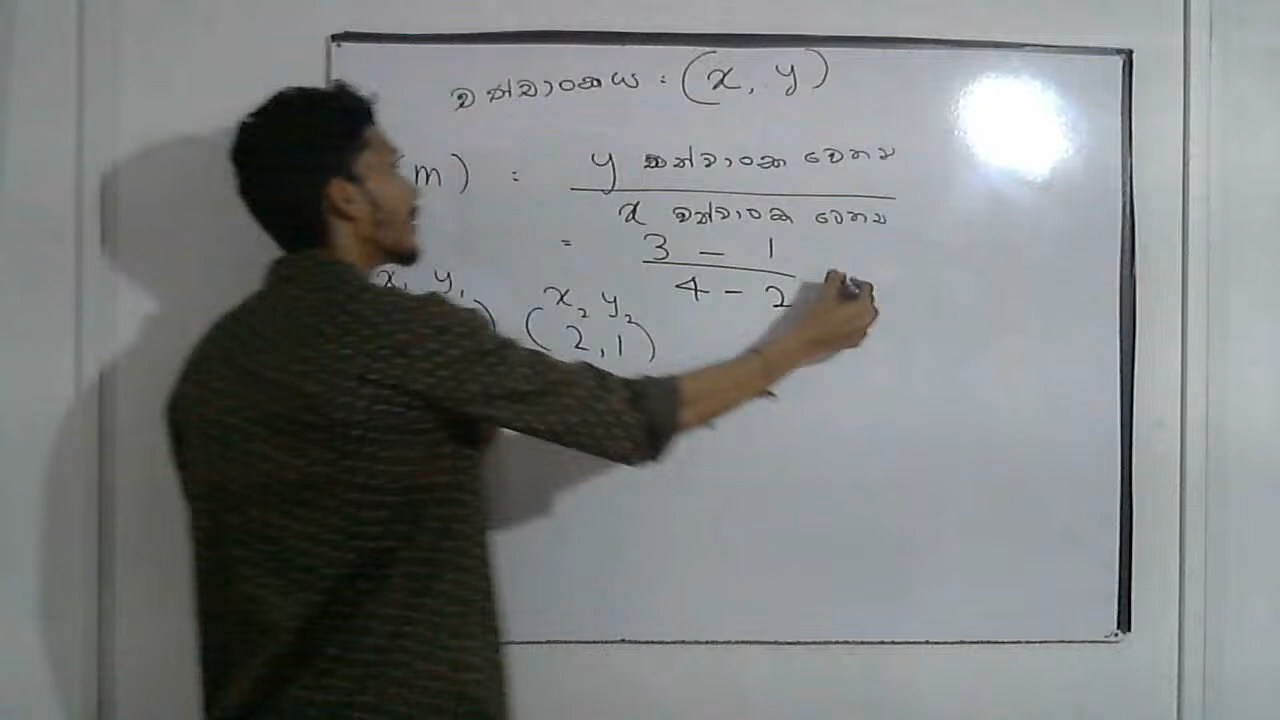 ඛණ්ඩාංකය : (x, y)
m) = y ඛණ්ඩාංක වෙනස
x ඛණ්ඩාංක වෙනස
= 3 - 1
4 - 2
x₁ y₁ x₂ y₂
) (2, 1)